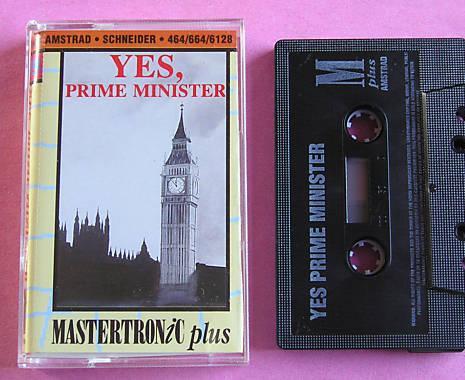 AMSTRAD • SCHNEIDER • 464/664/6128
YES,
PRIME MINISTER
MASTERTRONiC plus
M
plus
AMSTRAD
YES PRIME MINISTER